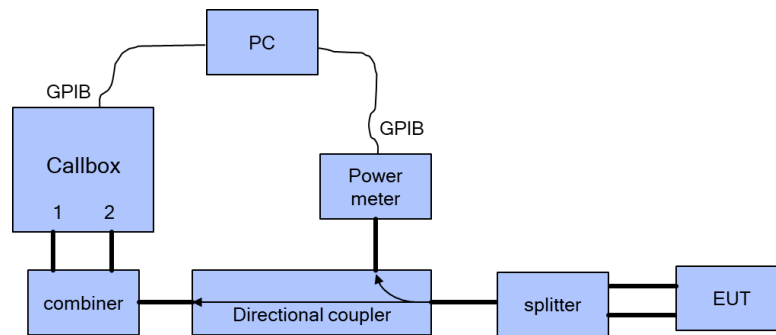 PC
GPIB
GPIB
Callbox
1 2
Power
meter
combiner
Directional coupler
splitter
EUT